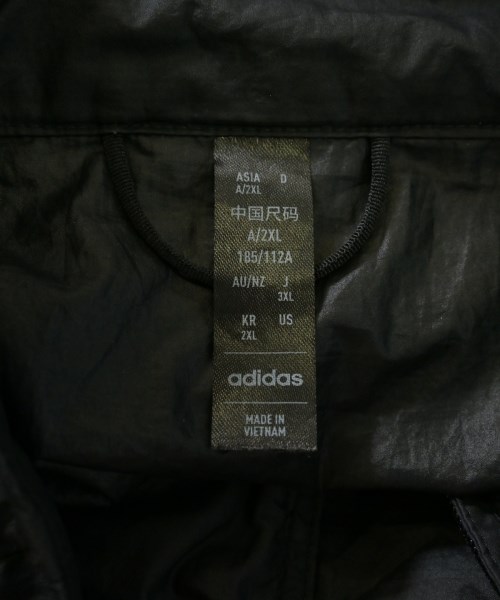 ASIA D
A/2XL
中国尺码
A/2XL
185/112A
AU/NZ J
3XL
KR US
2XL
adidas
MADE IN
VIETNAM